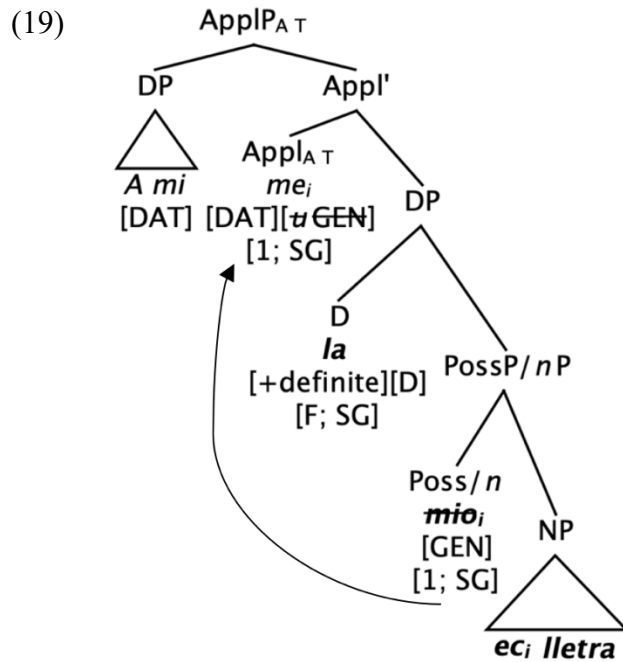 (19)
ApplP A T
DP Appl'
Appl A T
A mi me i DP
[DAT] [DAT][u GEN]
[1; SG]
D
la PossP/nP
[+definite][D]
[F; SG]
Poss/n
mio i NP
[GEN]
[1; SG]
ec i lletra